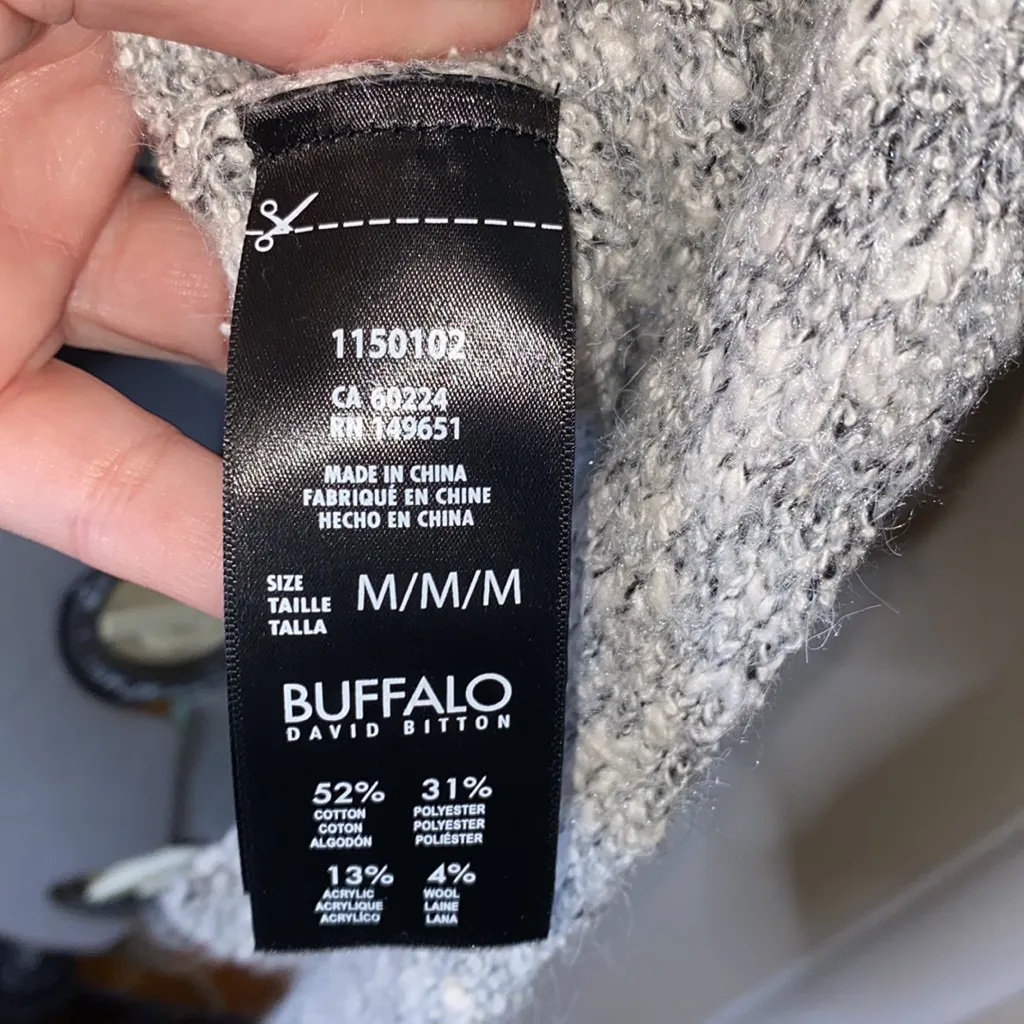 1150102
CA 60224
RN 149651
MADE IN CHINA
FABRIQUÉ EN CHINE
HECHO EN CHINA
SIZE
TAILLE
TALLA
M/M/M
BUFFALO
DAVID BITTON
52% 31%
COTTON POLYESTER
COTON POLYESTER
ALGODÓN POLIÉSTER
13% 4%
ACRYLIC WOOL
ACRYLIQUE LAINE
ACRYLÍCO LANA